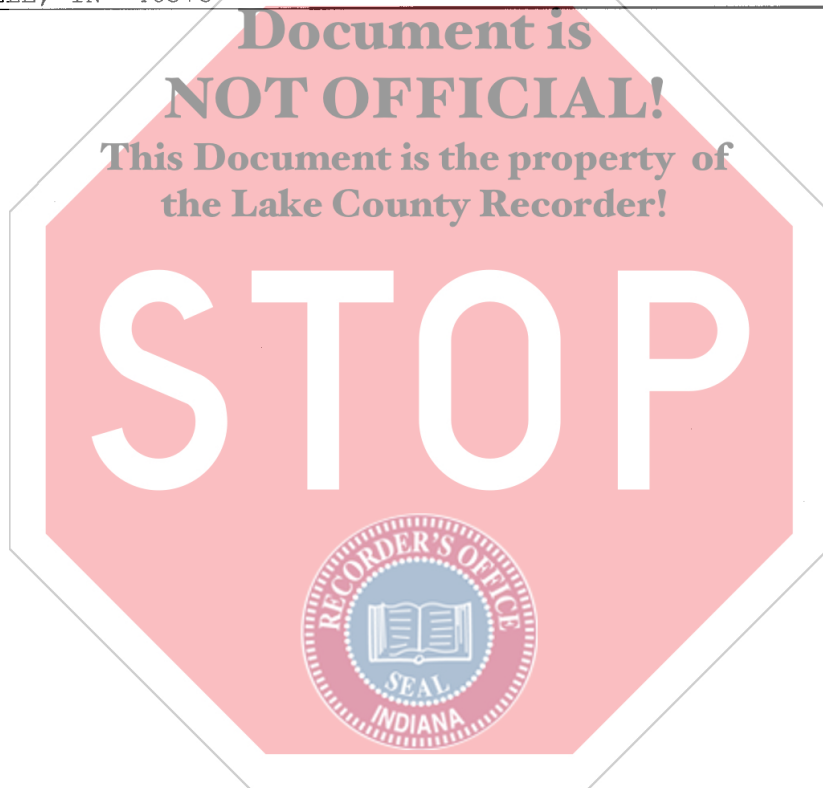 Document is
NOT OFFICIAL!
This Document is the property of
the Lake County Recorder!
STOP
RECORDER'S OFFICE
SEAL
INDIANA